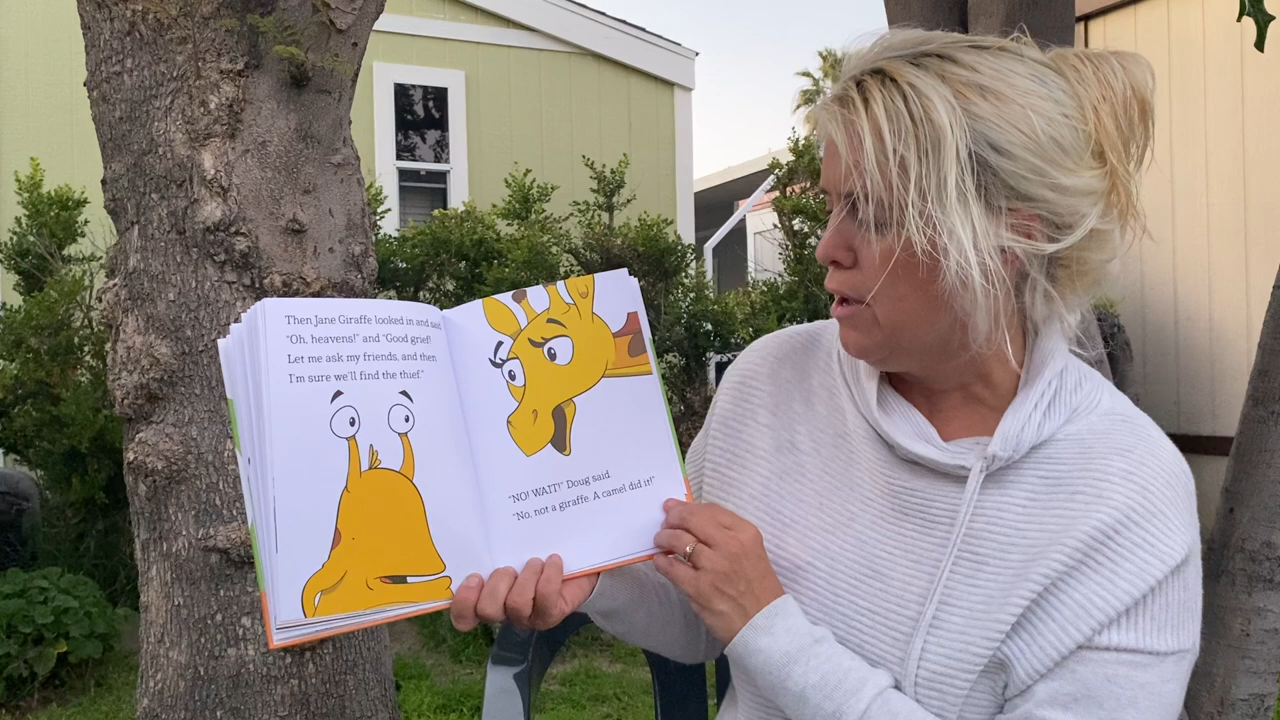 Then Jane Giraffe looked in and said
"Oh, heavens!" and "Good grief!
Let me ask my friends, and then
I'm sure we'll find the thief."
"NO! WAIT!" Doug said.
"No, not a giraffe. A camel did it!"